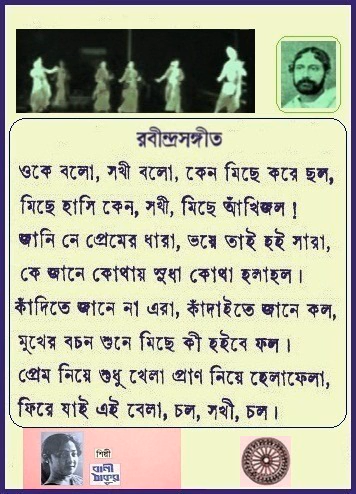 রবীন্দ্রসঙ্গীত
ওকে বলো, সখী বলো, কেন মিছে করে ছল,
মিছে হাসি কেন, সখী, মিছে আঁখিজল !
জানি নে প্রেমের ধারা, ভয়ে তাই হই সারা,
কে জানে কোথায় সুধা কোথা হলাহল।
কাঁদিতে জানে না এরা, কাঁদাইতে জানে কল,
মুখের বচন শুনে মিছে কী হইবে ফল।
প্রেম নিয়ে শুধু খেলা প্রাণ নিয়ে হেলাফেলা,
ফিরে যাই এই বেলা, চল, সখী, চল।
শিল্পী
বাণী
ঠাকুর